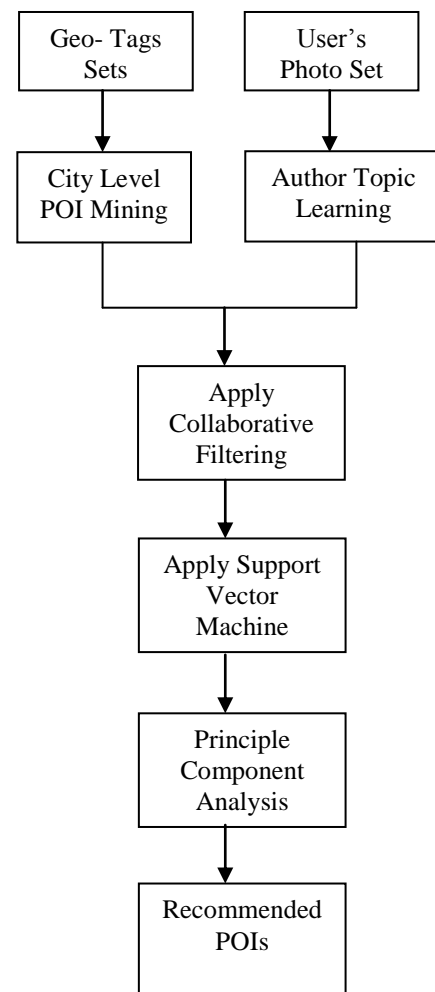 Geo- Tags
Sets
User's
Photo Set
City Level
POI Mining
Author Topic
Learning
Apply
Collaborative
Filtering
Apply Support
Vector
Machine
Principle
Component
Analysis
Recommended
POIs